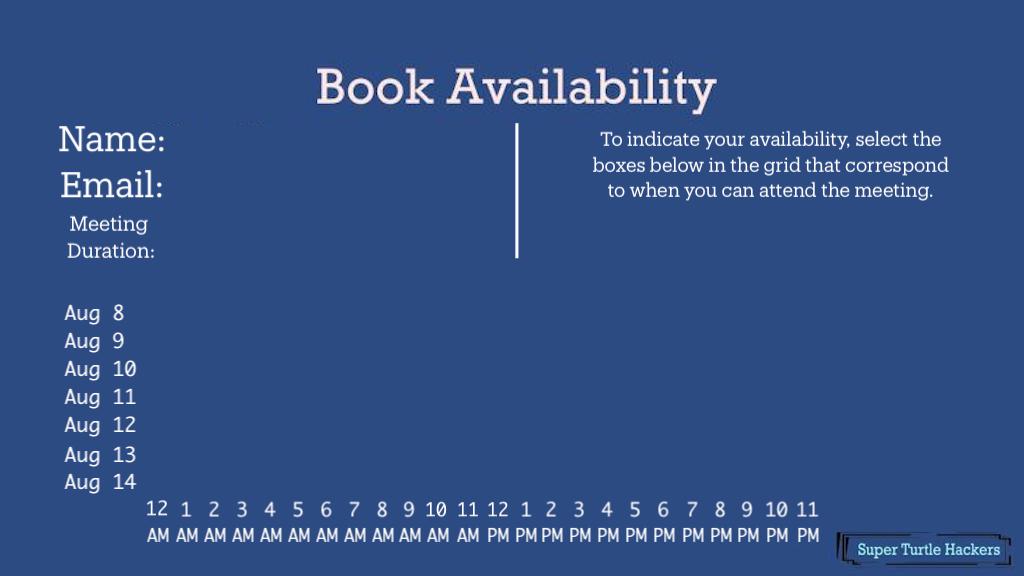 Book Availability
Name:
Email:
Meeting
Duration:
To indicate your availability, select the
boxes below in the grid that correspond
to when you can attend the meeting.
Aug 8
Aug 9
Aug 10
Aug 11
Aug 12
Aug 13
Aug 14
12 1 2 3 4 5 6 7 8 9 10 11 12 1 2 3 4 5 6 7 8 9 10 11
AM AM AM AM AM AM AM AM AM AM AM AM PM PM PM PM PM PM PM PM PM PM PM PM
Super Turtle Hackers